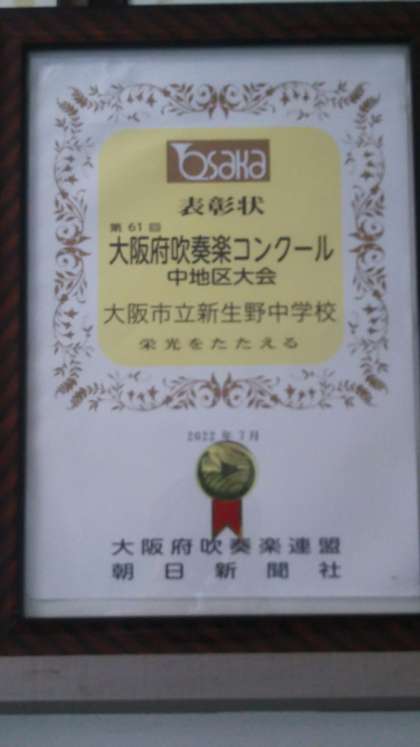 Osaka
表彰状
第61回
大阪府吹奏楽コンクール
中地区大会
大阪市立新生野中学校
栄光をたたえる
2022年7月
大阪府吹奏楽連盟
朝日新聞社